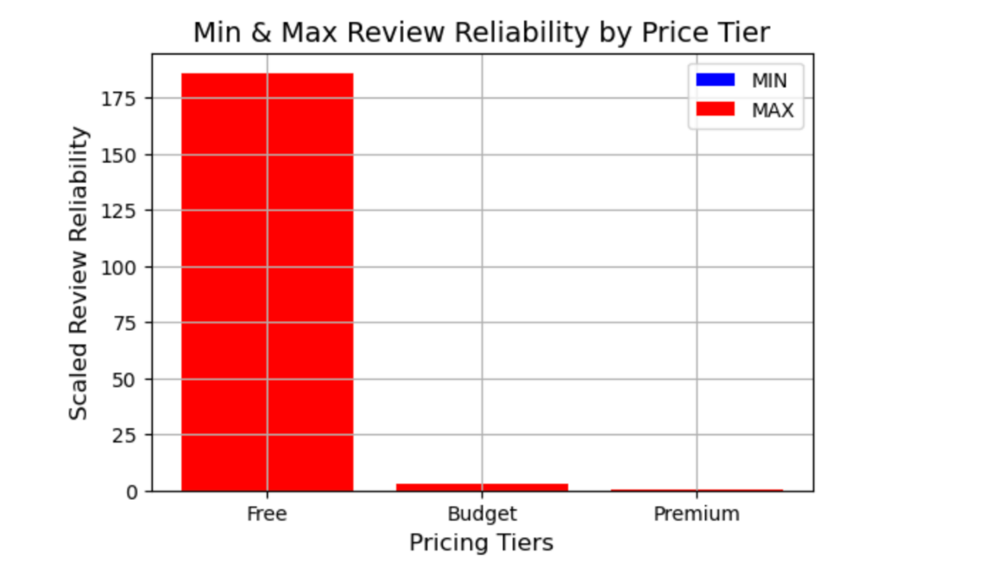 Min & Max Review Reliability by Price Tier
MIN
MAX
Scaled Review Reliability
175
150
125
100
75
50
25
0
Free Budget Premium
Pricing Tiers